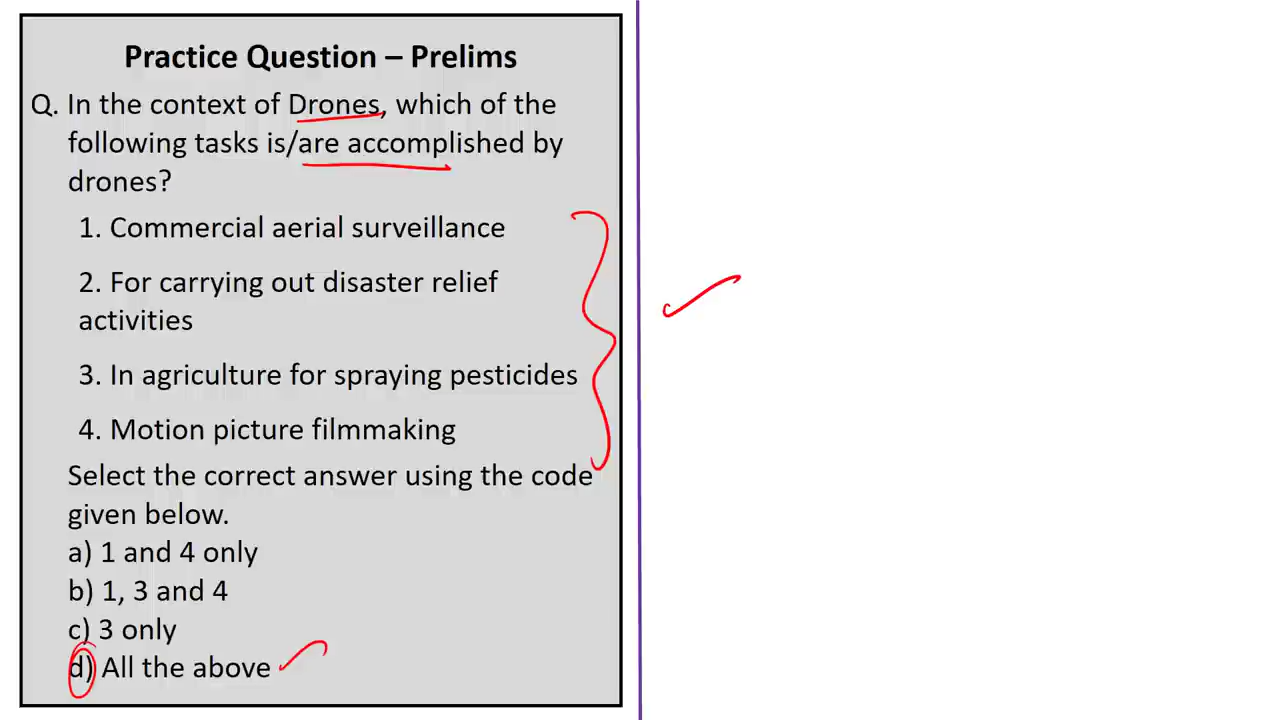 Practice Question – Prelims
Q. In the context of Drones, which of the
following tasks is/are accomplished by
drones?
1. Commercial aerial surveillance
2. For carrying out disaster relief
activities
3. In agriculture for spraying pesticides
4. Motion picture filmmaking
Select the correct answer using the code
given below.
a) 1 and 4 only
b) 1, 3 and 4
c) 3 only
d) All the above